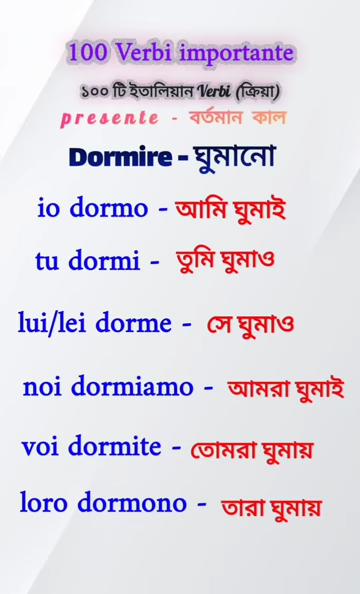 100 Verbi importante
১০০ টি ইতালিয়ান Verbi (ক্রিয়া)
presente - বর্তমান কাল
Dormire - ঘুমানো
io dormo - আমি ঘুমাই
tu dormi - তুমি ঘুমাও
lui/lei dorme - সে ঘুমাও
noi dormiamo - আমরা ঘুমাই
voi dormite - তোমরা ঘুমায়
loro dormono - তারা ঘুমায়